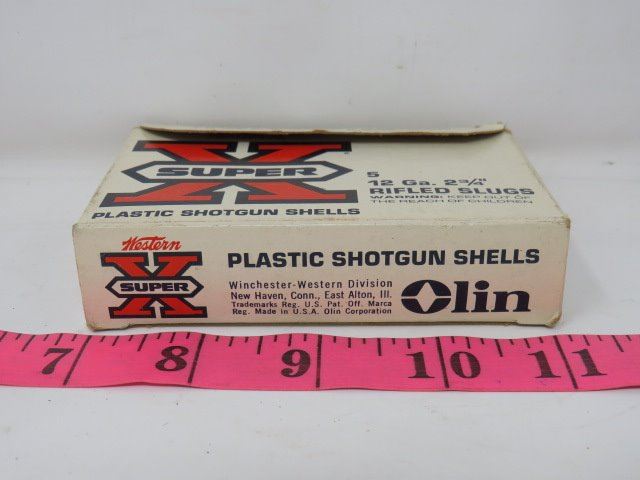 X
SUPER
PLASTIC SHOTGUN SHELLS
5
12 Ga. 2¾"
RIFLED SLUGS
WARNING: KEEP OUT OF
THE REACH OF CHILDREN.
Western
X
SUPER
PLASTIC SHOTGUN SHELLS
Winchester-Western Division
New Haven, Conn., East Alton, Ill.
Trademarks Reg. U.S. Pat. Off. Marca
Reg. Made in U.S.A. Olin Corporation
Olin
7 8 9 10 11